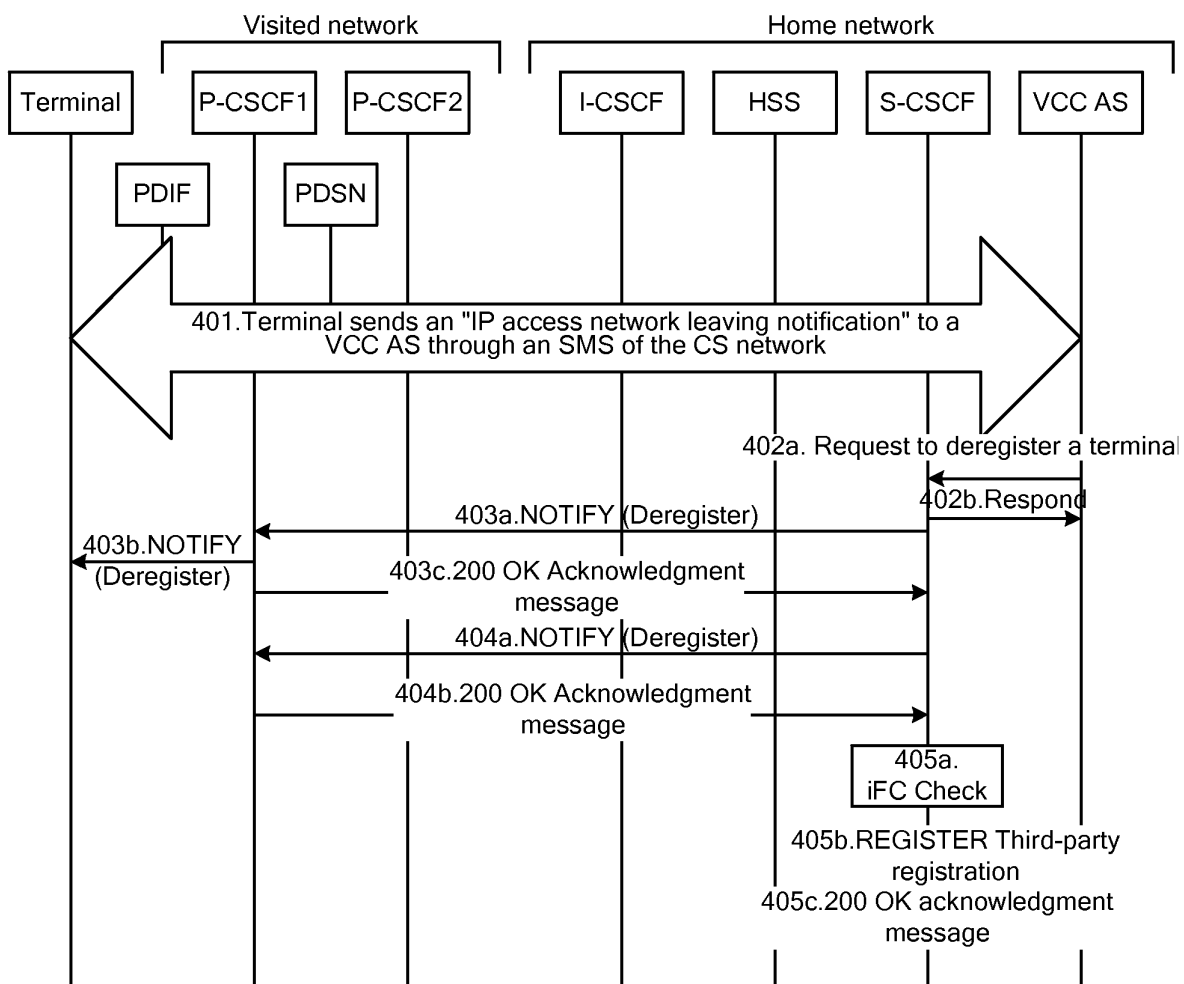 Visited network
Home network
Terminal
P-CSCF1
P-CSCF2
I-CSCF
HSS
S-CSCF
VCC AS
PDIF
PDSN
401.Terminal sends an "IP access network leaving notification" to a
VCC AS through an SMS of the CS network
402a. Request to deregister a terminal
402b.Respond
403a.NOTIFY (Deregister)
403b.NOTIFY
(Deregister)
403c.200 OK Acknowledgment
message
404a.NOTIFY (Deregister)
404b.200 OK Acknowledgment
message
405a.
iFC Check
405b.REGISTER Third-party
registration
405c.200 OK acknowledgment
message